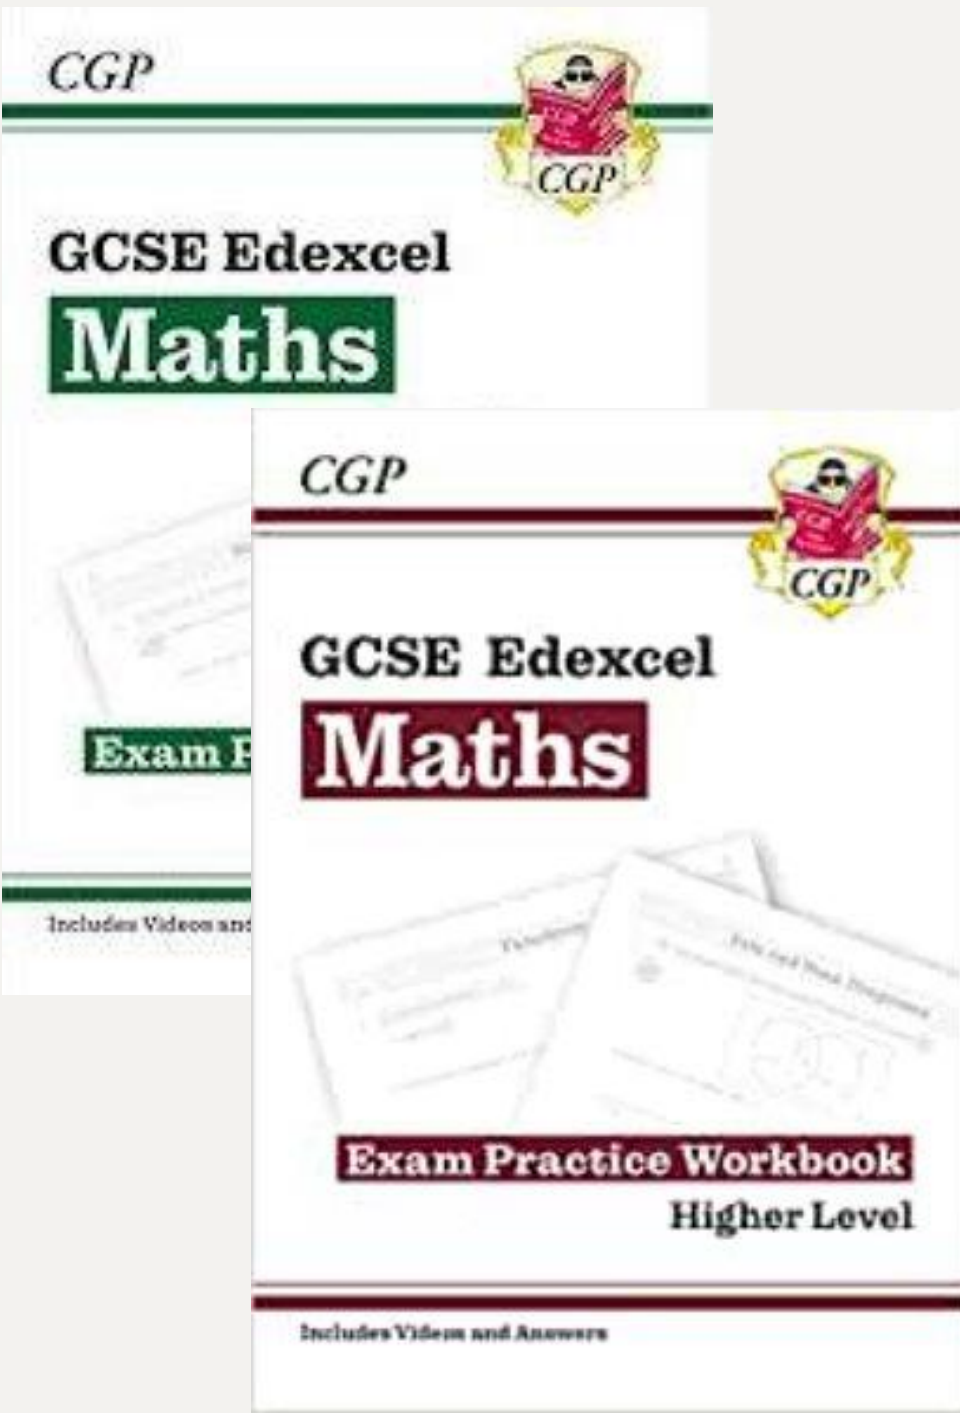 CGP
CGP
GCSE Edexcel
Maths
Exam P
Includes Videos and
CGP
CGP
GCSE Edexcel
Maths
Exam Practice Workbook
Higher Level
Includes Videos and Answers